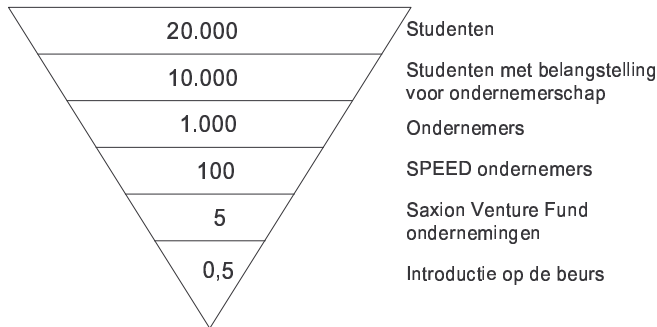 20.000 Studenten
10.000 Studenten met belangstelling
voor ondernemerschap
1.000 Ondernemers
100 SPEED ondernemers
5 Saxion Venture Fund
ondernemingen
0,5 Introductie op de beurs